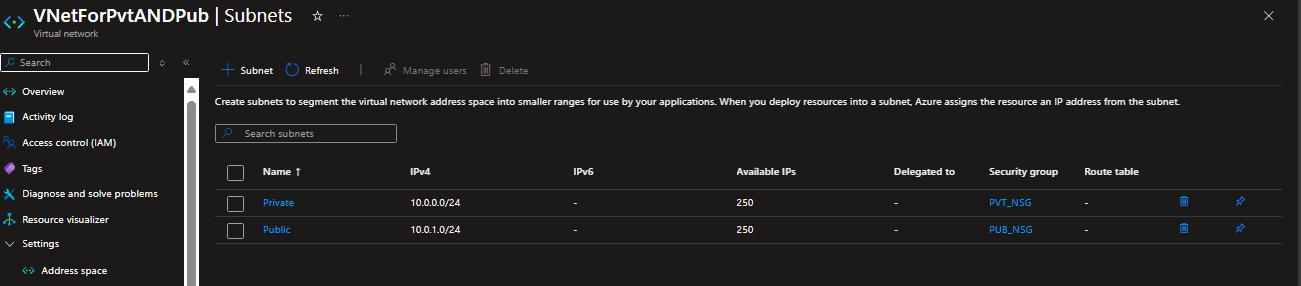 VNetForPvtANDPub | Subnets ☆ ...
Virtual network
Search
Overview
Activity log
Access control (IAM)
Tags
Diagnose and solve problems
Resource visualizer
Settings
Address space
+ Subnet Refresh | Manage users Delete
Create subnets to segment the virtual network address space into smaller ranges for use by your applications. When you deploy resources into a subnet, Azure assigns the resource an IP address from the subnet.
Search subnets
Name ↑ IPv4 IPv6 Available IPs Delegated to Security group Route table
Private 10.0.0.0/24 - 250 - PVT_NSG -
Public 10.0.1.0/24 - 250 - PUB_NSG -